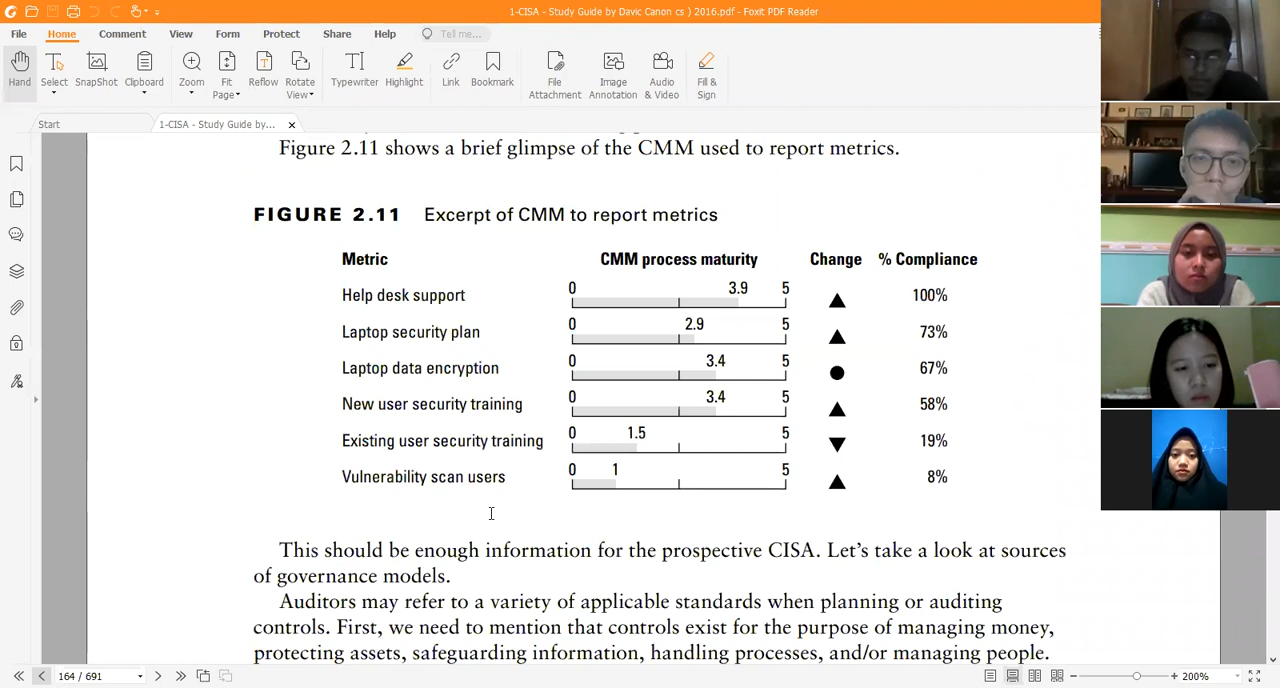 1-CISA - Study Guide by Davic Canon cs ) 2016.pdf - Foxit PDF Reader
File Home Comment View Form Protect Share Help Tell me...
Hand Select SnapShot Clipboard Zoom Fit Page Reflow Rotate View Typewriter Highlight Link Bookmark File Attachment Image Annotation Audio & Video Fill & Sign
Start 1-CISA - Study Guide by...
Figure 2.11 shows a brief glimpse of the CMM used to report metrics.
FIGURE 2.11 Excerpt of CMM to report metrics
Metric CMM process maturity Change % Compliance
Help desk support 0 3.9 5 100%
Laptop security plan 0 2.9 5 73%
Laptop data encryption 0 3.4 5 67%
New user security training 0 3.4 5 58%
Existing user security training 0 1.5 5 19%
Vulnerability scan users 0 1 5 8%
This should be enough information for the prospective CISA. Let's take a look at sources
of governance models.
Auditors may refer to a variety of applicable standards when planning or auditing
controls. First, we need to mention that controls exist for the purpose of managing money,
protecting assets, safeguarding information, handling processes, and/or managing people.
164 / 691 200%